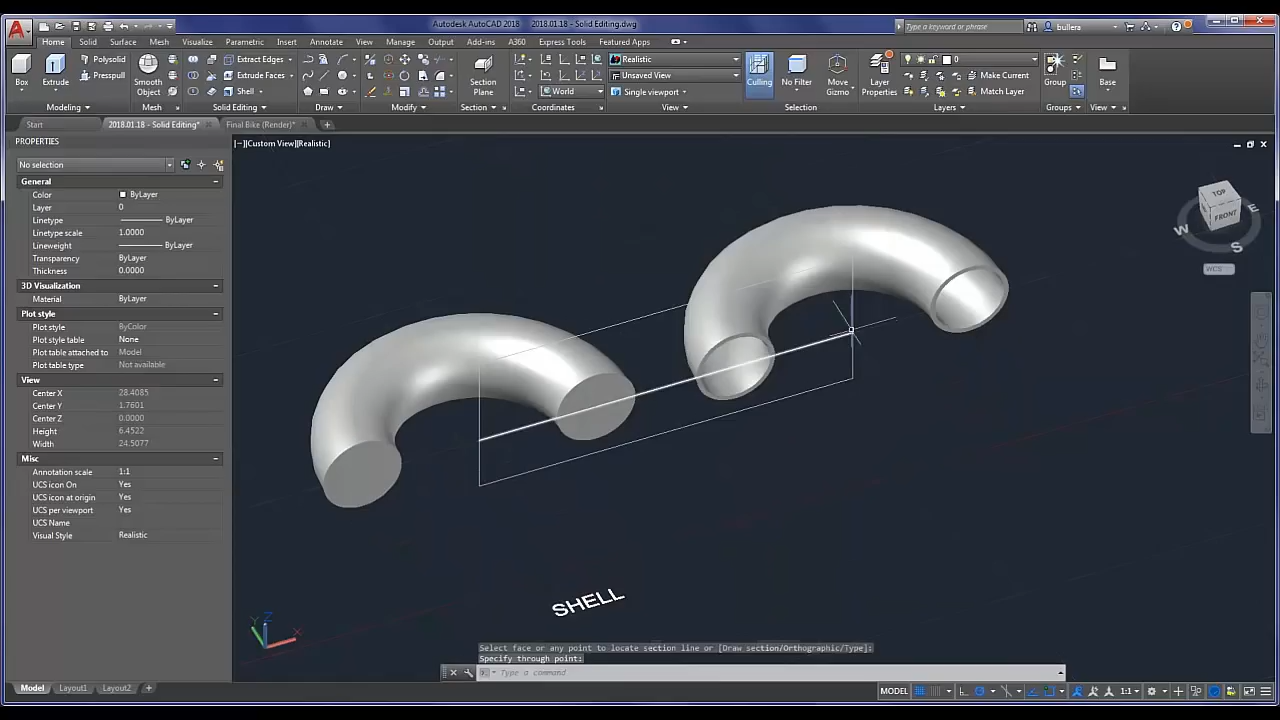 Autodesk AutoCAD 2018    2018.01.18 - Solid Editing.dwg
Type a keyword or phrase
bullera
Home Solid Surface Mesh Visualize Parametric Insert Annotate View Manage Output Add-ins A360 Express Tools Featured Apps
Box
Extrude
Polysolid
Presspull
Smooth Object
Extract Edges
Extrude Faces
Shell
Section Plane
World
Realistic
Unsaved View
Single viewport
Culling
No Filter
Move Gizmo
Layer Properties
0
Make Current
Match Layer
Group
Base
Modeling Mesh Solid Editing Draw Modify Section Coordinates View Selection Layers Groups View
Start 2018.01.18 - Solid Editing* Final Bike (Render)*
PROPERTIES
[−][Custom View][Realistic]
No selection
General
Color ByLayer
Layer 0
Linetype ByLayer
Linetype scale 1.0000
Lineweight ByLayer
Transparency ByLayer
Thickness 0.0000
3D Visualization
Material ByLayer
Plot style
Plot style ByColor
Plot style table None
Plot table attached to Model
Plot table type Not available
View
Center X 28.4085
Center Y 1.7601
Center Z 0.0000
Height 6.4522
Width 24.5077
Misc
Annotation scale 1:1
UCS icon On Yes
UCS icon at origin Yes
UCS per viewport Yes
UCS Name
Visual Style Realistic
TOP
FRONT
W
S
E
WCS
SHELL
Y Z X
Select face or any point to locate section line or [Draw section/Orthographic/Type]:
Specify through point:
Type a command
Model Layout1 Layout2
MODEL
1:1